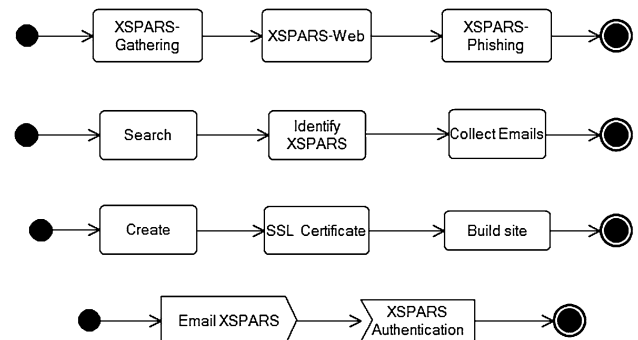 XSPARS-
Gathering
XSPARS-Web
XSPARS-
Phishing
Search
Identify
XSPARS
Collect Emails
Create
SSL Certificate
Build site
Email XSPARS
XSPARS
Authentication